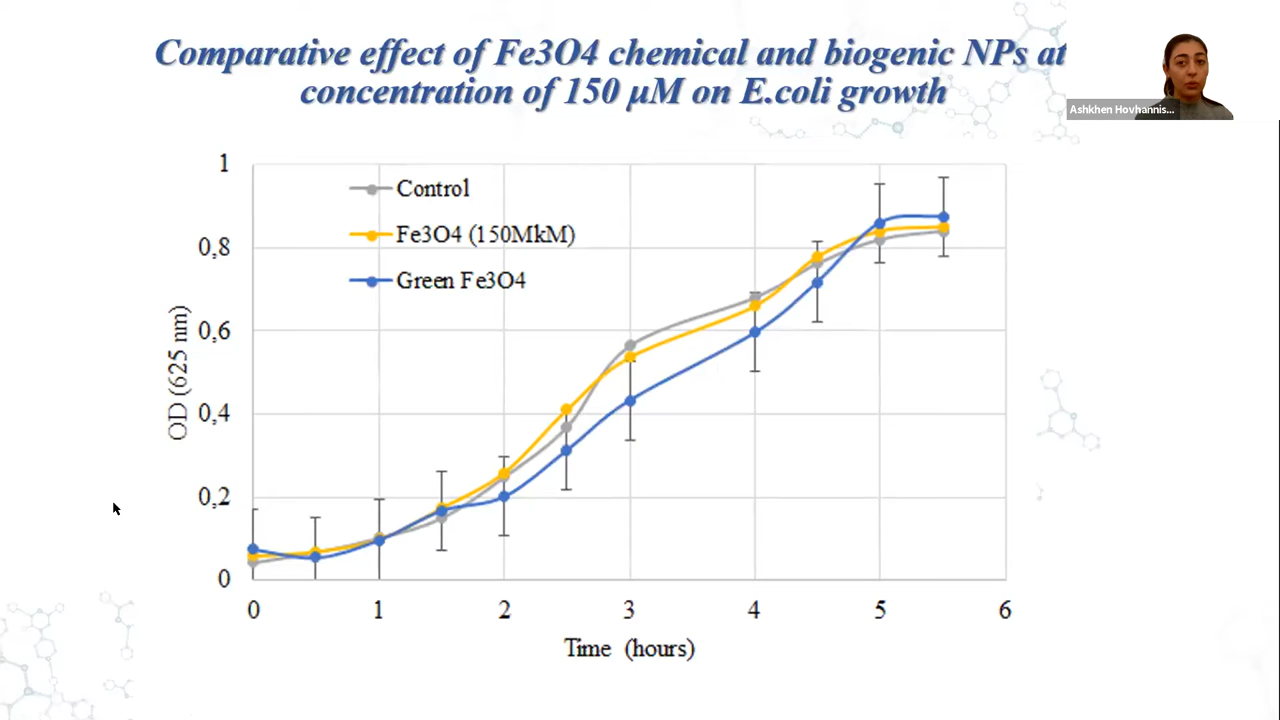 Comparative effect of Fe3O4 chemical and biogenic NPs at
concentration of 150 µM on E.coli growth
Ashkhen Hovhannis...
Control
Fe3O4 (150MkM)
Green Fe3O4
OD (625 nm)
1
0,8
0,6
0,4
0,2
0
0 1 2 3 4 5 6
Time (hours)